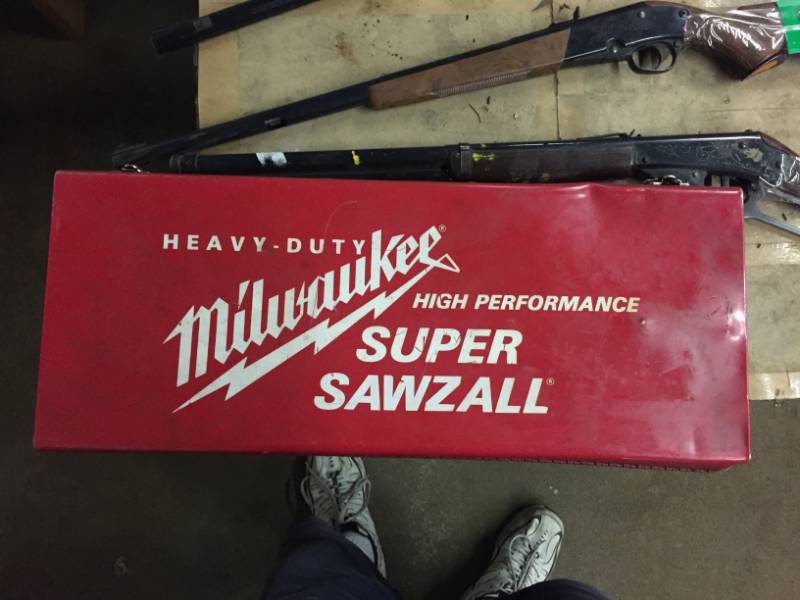 HEAVY-DUTY
Milwaukee®
HIGH PERFORMANCE
SUPER
SAWZALL®